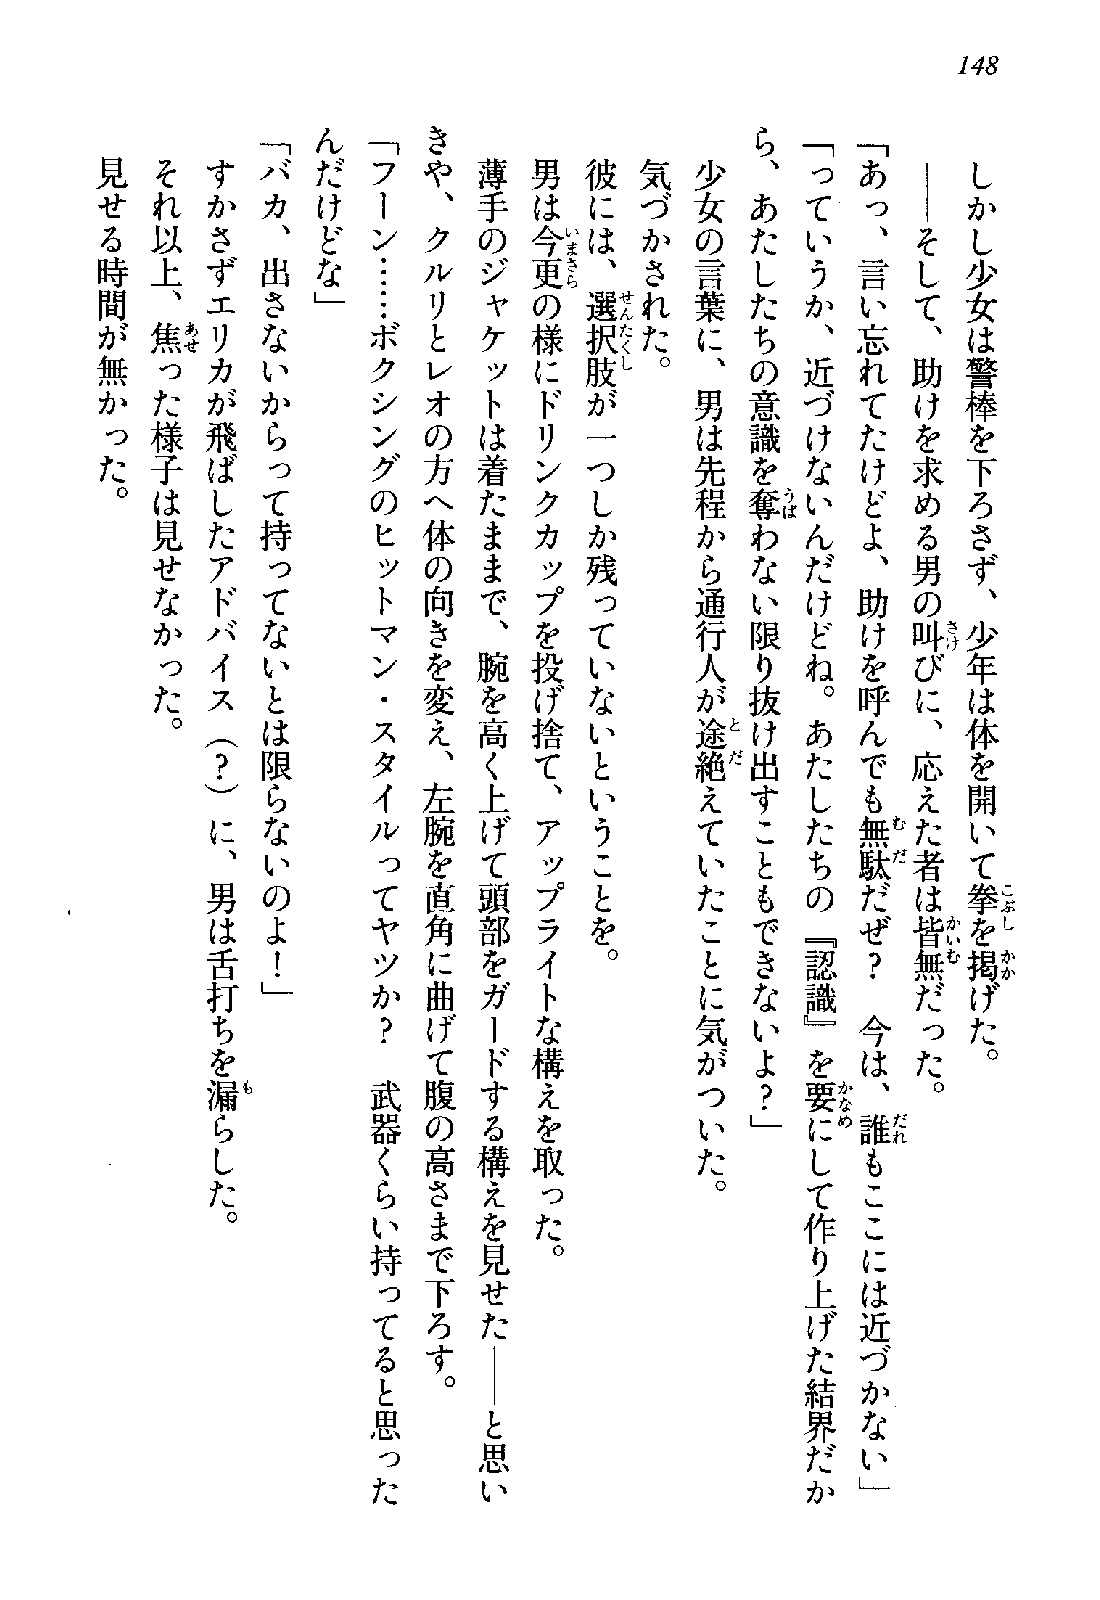 148
しかし少女は警棒を下ろさず、少年は体を開いて拳を掲げた。
――そして、助けを求める男の叫びに、応えた者は皆無だった。
「あっ、言い忘れてたけどよ、助けを呼んでも無駄だぜ？　今は、誰もここには近づかない」
「っていうか、近づけないんだけどね。あたしたちの『認識』を要にして作り上げた結界だか
ら、あたしたちの意識を奪わない限り抜け出すこともできないよ？」
少女の言葉に、男は先程から通行人が途絶えていたことに気がついた。
気づかされた。
彼には、選択肢が一つしか残っていないということを。
男は今更の様にドリンクカップを投げ捨て、アップライトな構えを取った。
薄手のジャケットは着たままで、腕を高く上げて頭部をガードする構えを見せた――と思い
きや、クルリとレオの方へ体の向きを変え、左腕を直角に曲げて腹の高さまで下ろす。
「フーン……ボクシングのヒットマン・スタイルってヤツか？　武器くらい持ってると思った
んだけどな」
「バカ、出さないからって持ってないとは限らないのよ！」
すかさずエリカが飛ばしたアドバイス（？）に、男は舌打ちを漏らした。
それ以上、焦った様子は見せなかった。
見せる時間が無かった。